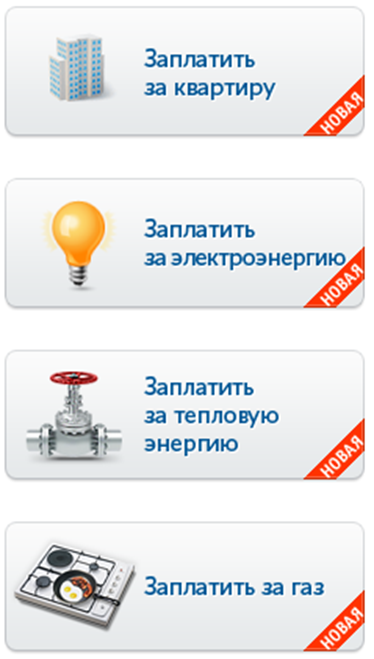 Заплатить
за квартиру
НОВАЯ
Заплатить
за электроэнергию
НОВАЯ
Заплатить
за тепловую
энергию
НОВАЯ
Заплатить за газ
НОВАЯ